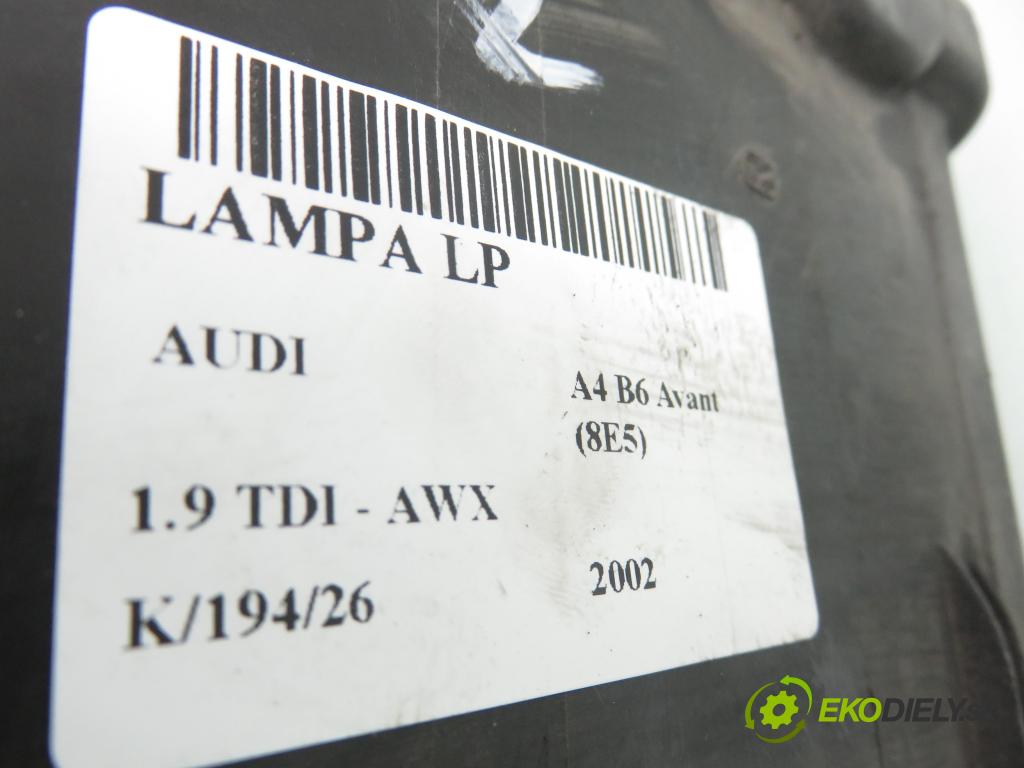 LAMPA LP
AUDI
A4 B6 Avant
(8E5)
1.9 TDI - AWX
2002
K/194/26
EKODIELY